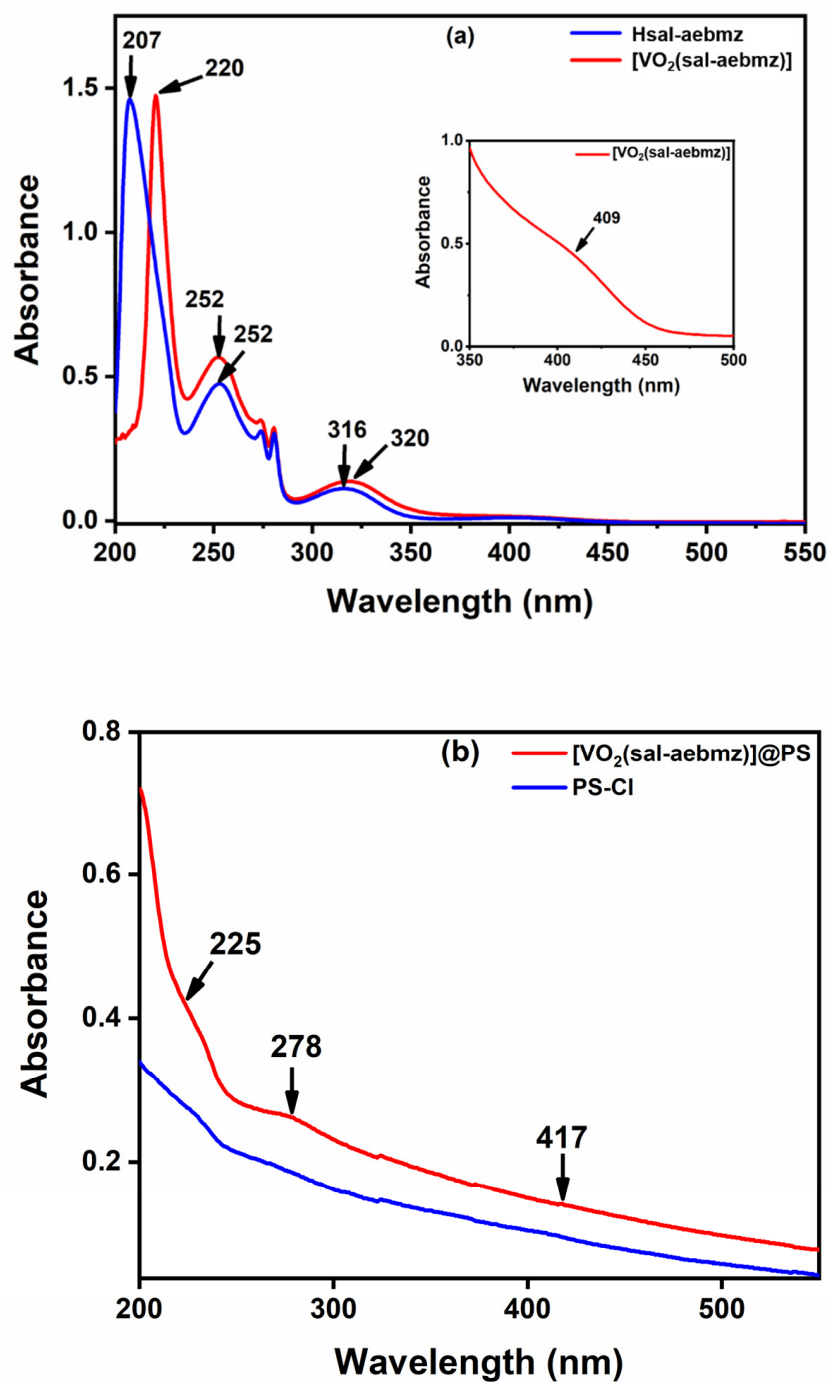 (a)
Hsal-aebmz
[VO₂(sal-aebmz)]
207
220
252
252
316
320
Absorbance
1.5
1.0
0.5
0.0
200 250 300 350 400 450 500 550
Wavelength (nm)
[VO₂(sal-aebmz)]
409
Absorbance
1.0
0.5
0.0
350 400 450 500
Wavelength (nm)
(b)
[VO₂(sal-aebmz)]@PS
PS-Cl
225
278
417
Absorbance
0.8
0.6
0.4
0.2
200 300 400 500
Wavelength (nm)